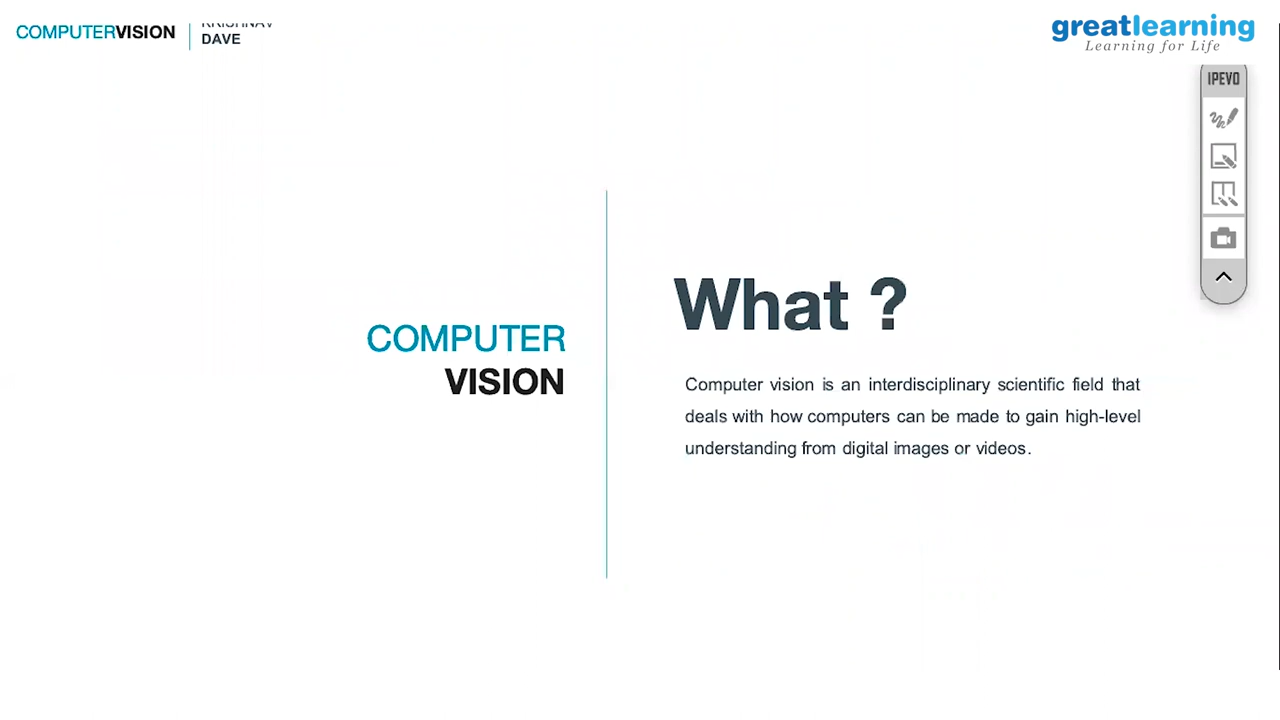 COMPUTERVISION
KRISHNAV
DAVE
greatlearning
Learning for Life
IPEVO
What ?
COMPUTER
VISION
Computer vision is an interdisciplinary scientific field that
deals with how computers can be made to gain high-level
understanding from digital images or videos.